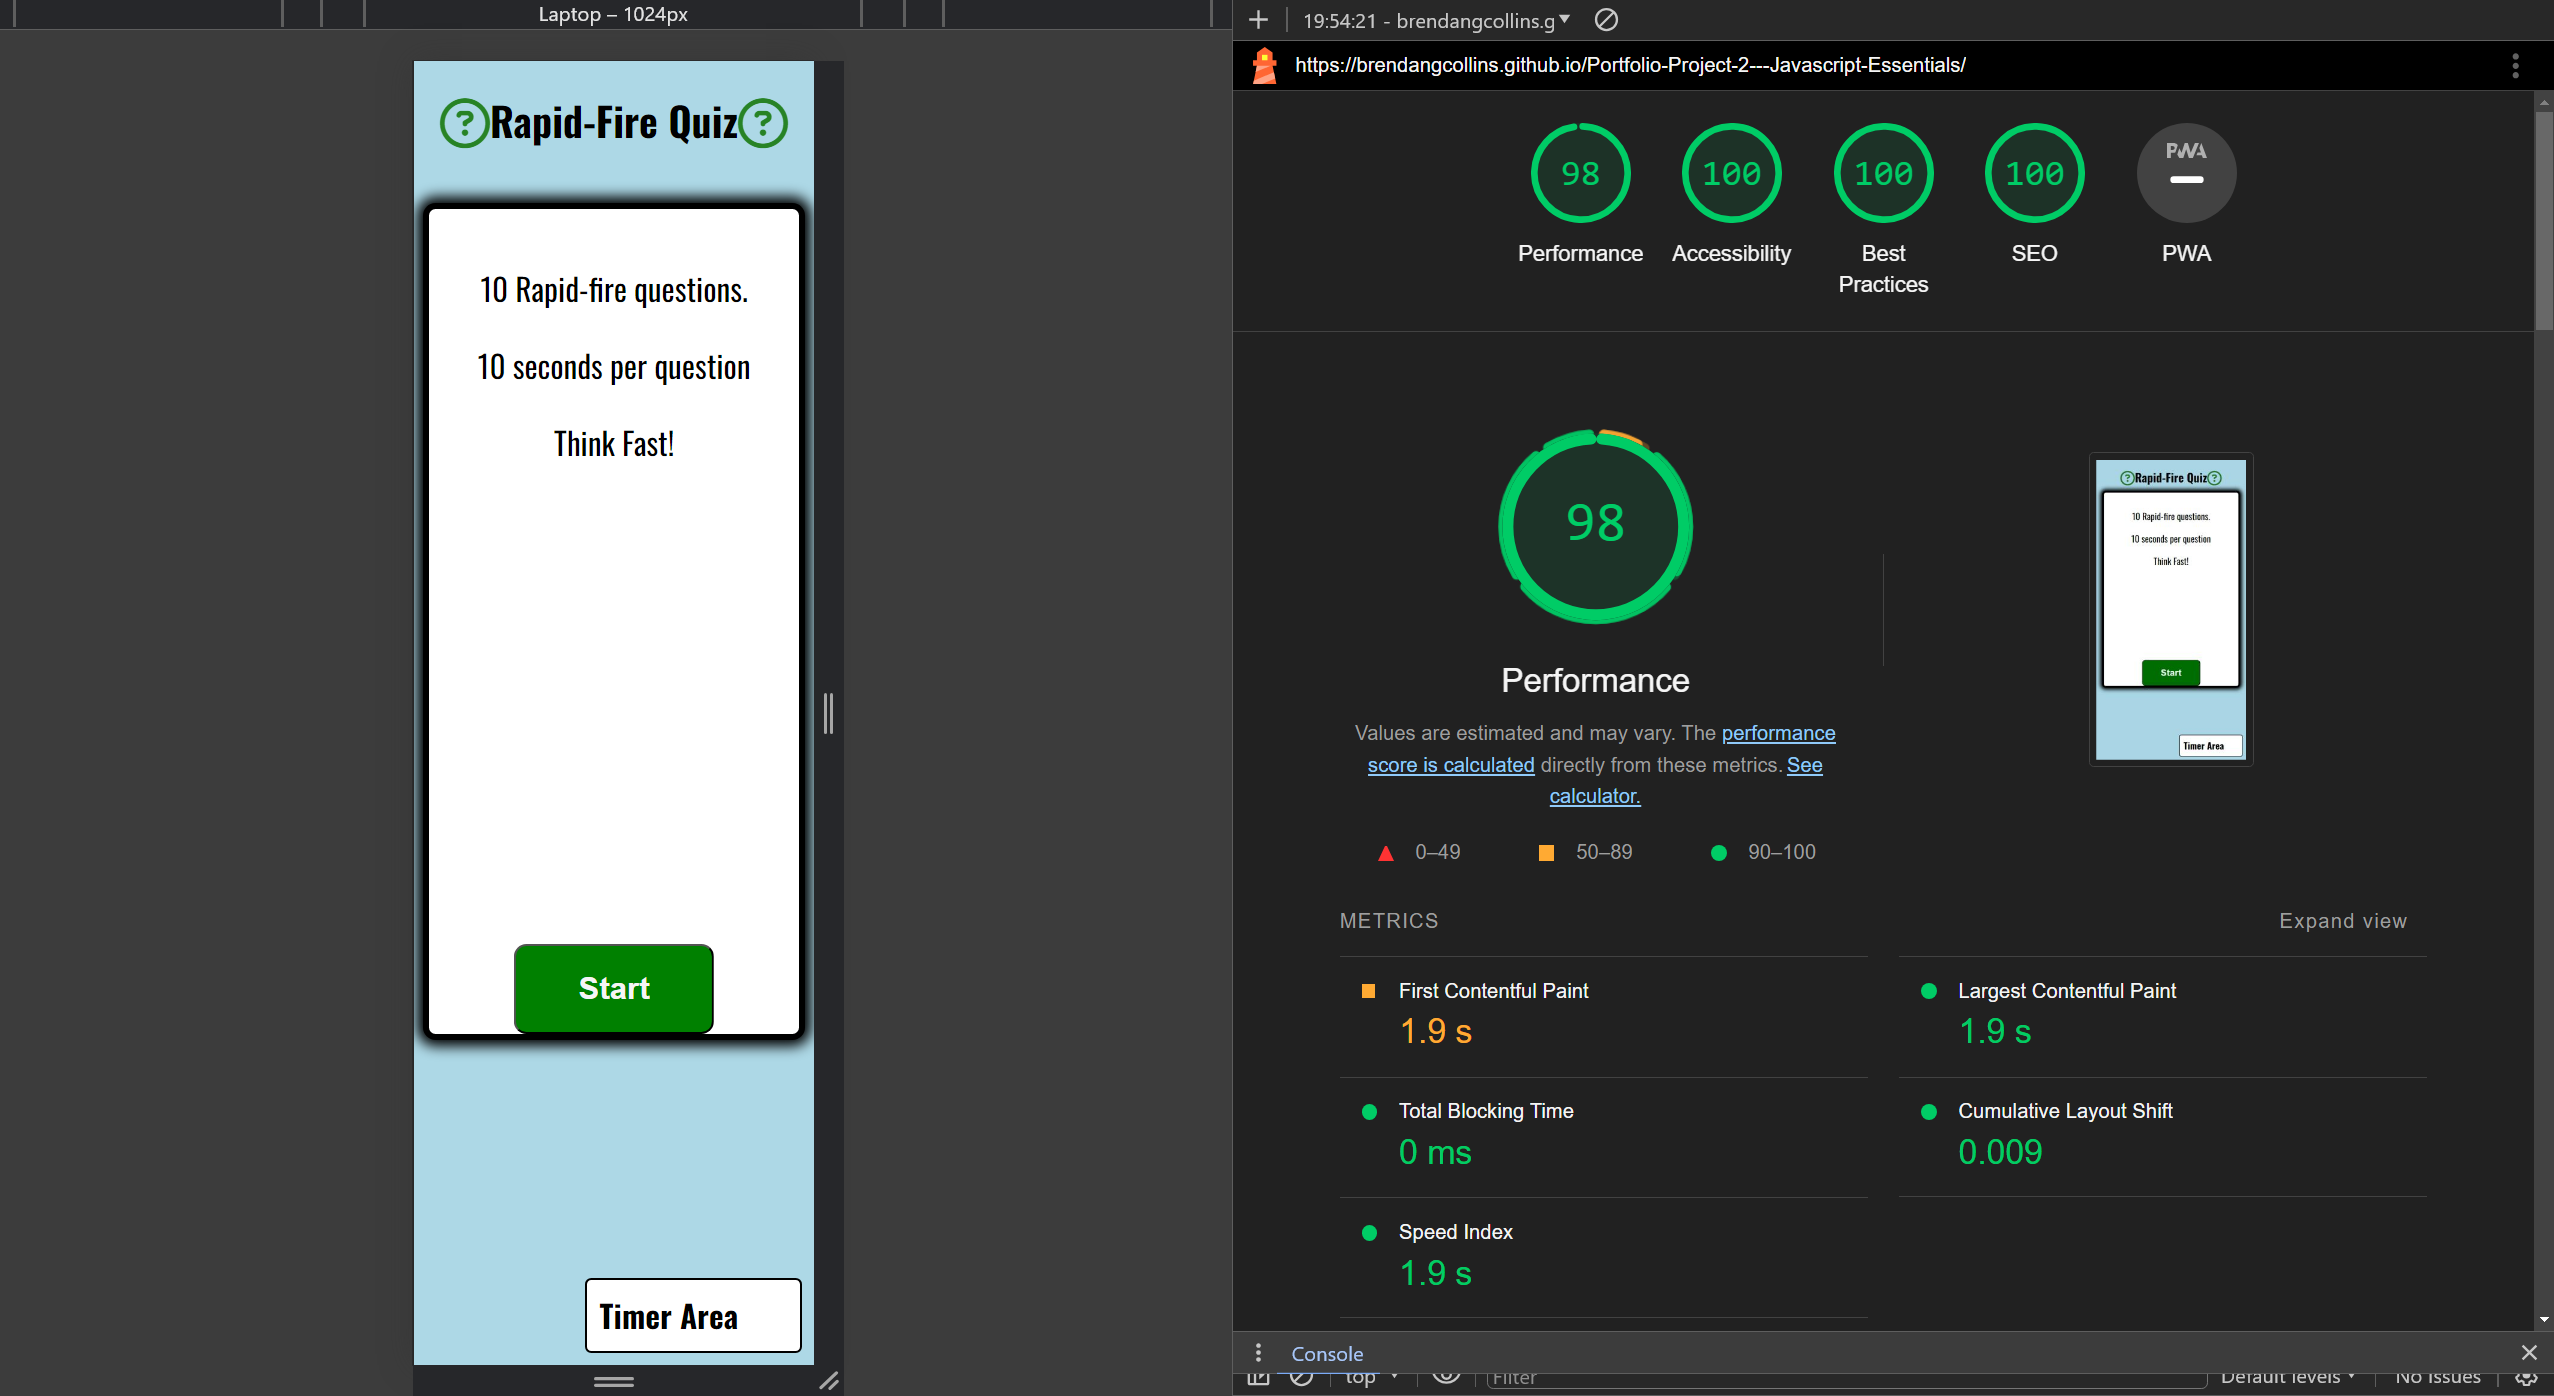 Laptop – 1024px
? Rapid-Fire Quiz ?
10 Rapid-fire questions.
10 seconds per question
Think Fast!
Start
Timer Area
19:54:21 - brendangcollins.g
https://brendangcollins.github.io/Portfolio-Project-2---Javascript-Essentials/
98
100
100
100
PWA
Performance
Accessibility
Best
Practices
SEO
PWA
98
Performance
Values are estimated and may vary. The performance
score is calculated directly from these metrics. See
calculator.
0–49
50–89
90–100
? Rapid-Fire Quiz ?
10 Rapid-fire questions.
10 seconds per question
Think Fast!
Start
Timer Area
METRICS
Expand view
First Contentful Paint
1.9 s
Largest Contentful Paint
1.9 s
Total Blocking Time
0 ms
Cumulative Layout Shift
0.009
Speed Index
1.9 s
Console
top
Filter
Default levels
No Issues